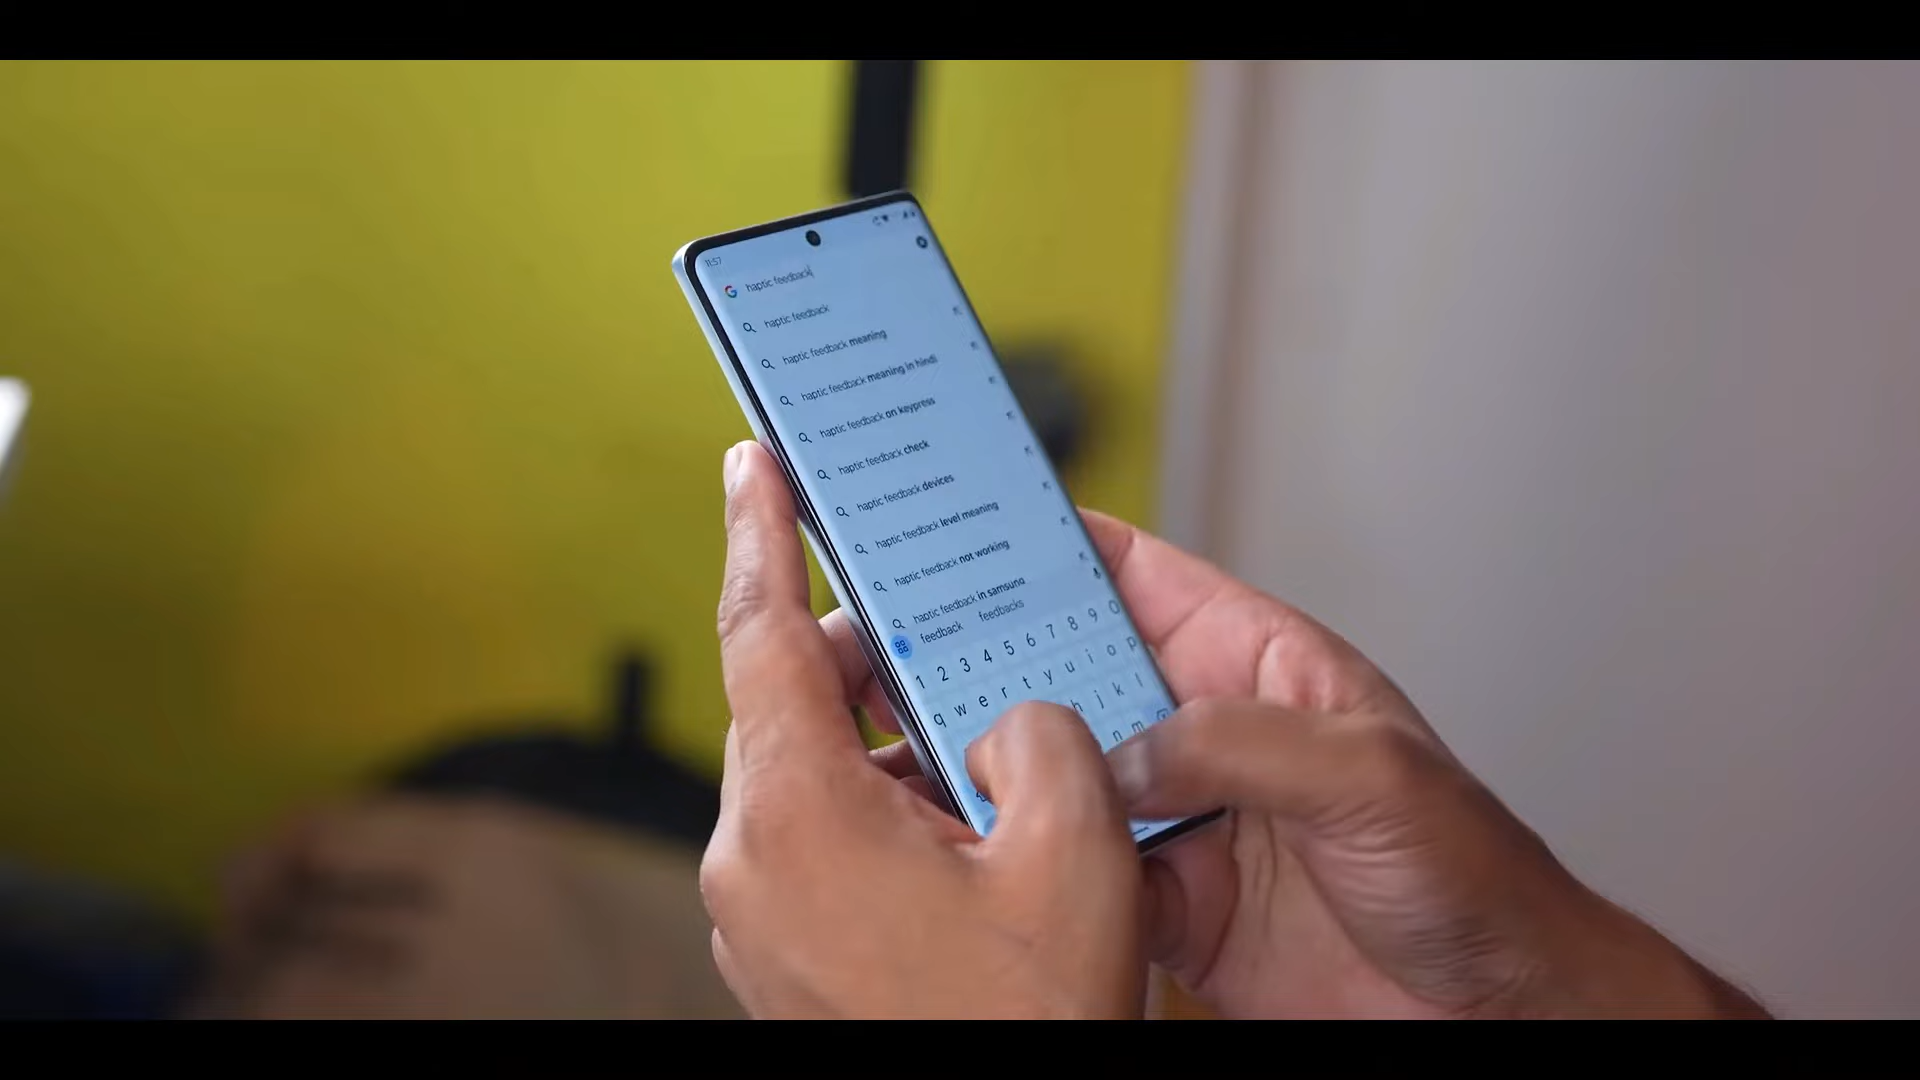 11:57
haptic feedback
haptic feedback
haptic feedback meaning
haptic feedback meaning in hindi
haptic feedback on keypress
haptic feedback check
haptic feedback devices
haptic feedback level meaning
haptic feedback not working
haptic feedback in samsung
feedback feedbacks
1 2 3 4 5 6 7 8 9 0
q w e r t y u i o p
h j k l
n m